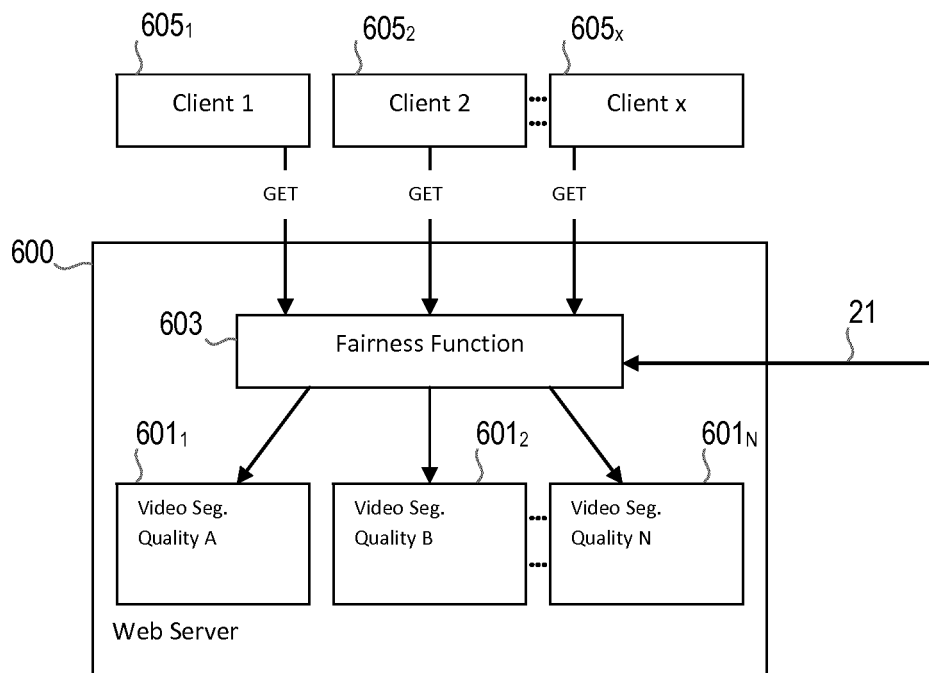 605₁
605₂
605ₓ
Client 1
Client 2
Client x
GET
GET
GET
600
603
Fairness Function
21
601₁
601₂
601N
Video Seg.
Quality A
Video Seg.
Quality B
Video Seg.
Quality N
Web Server